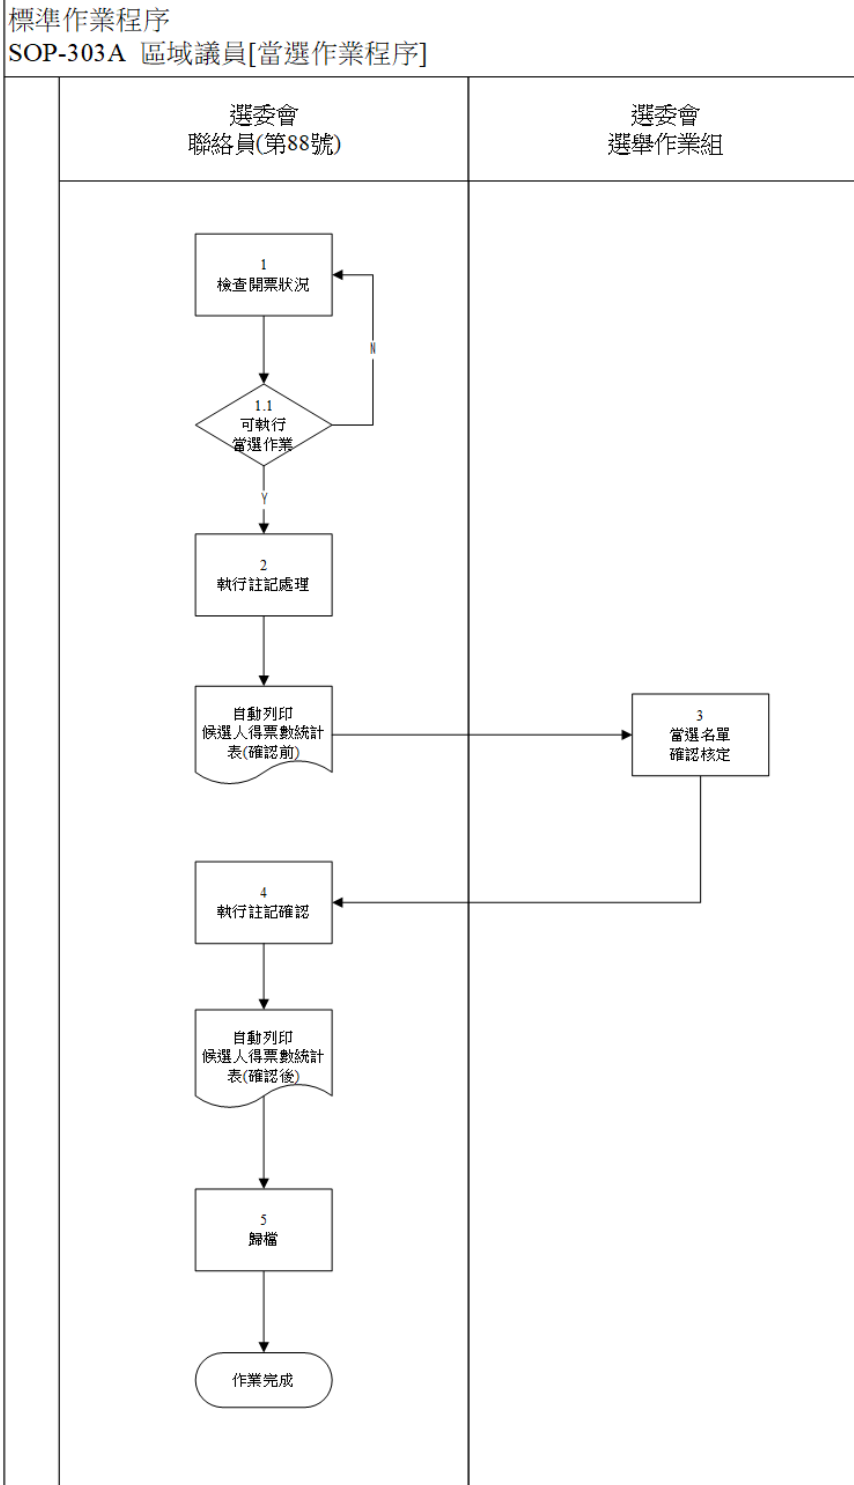 標準作業程序
SOP-303A 區域議員[當選作業程序]
選委會
聯絡員(第88號)
選委會
選舉作業組
1
檢查開票狀況
N
1.1
可執行
當選作業
Y
2
執行註記處理
自動列印
候選人得票數統計
表(確認前)
3
當選名單
確認核定
4
執行註記確認
自動列印
候選人得票數統計
表(確認後)
5
歸檔
作業完成